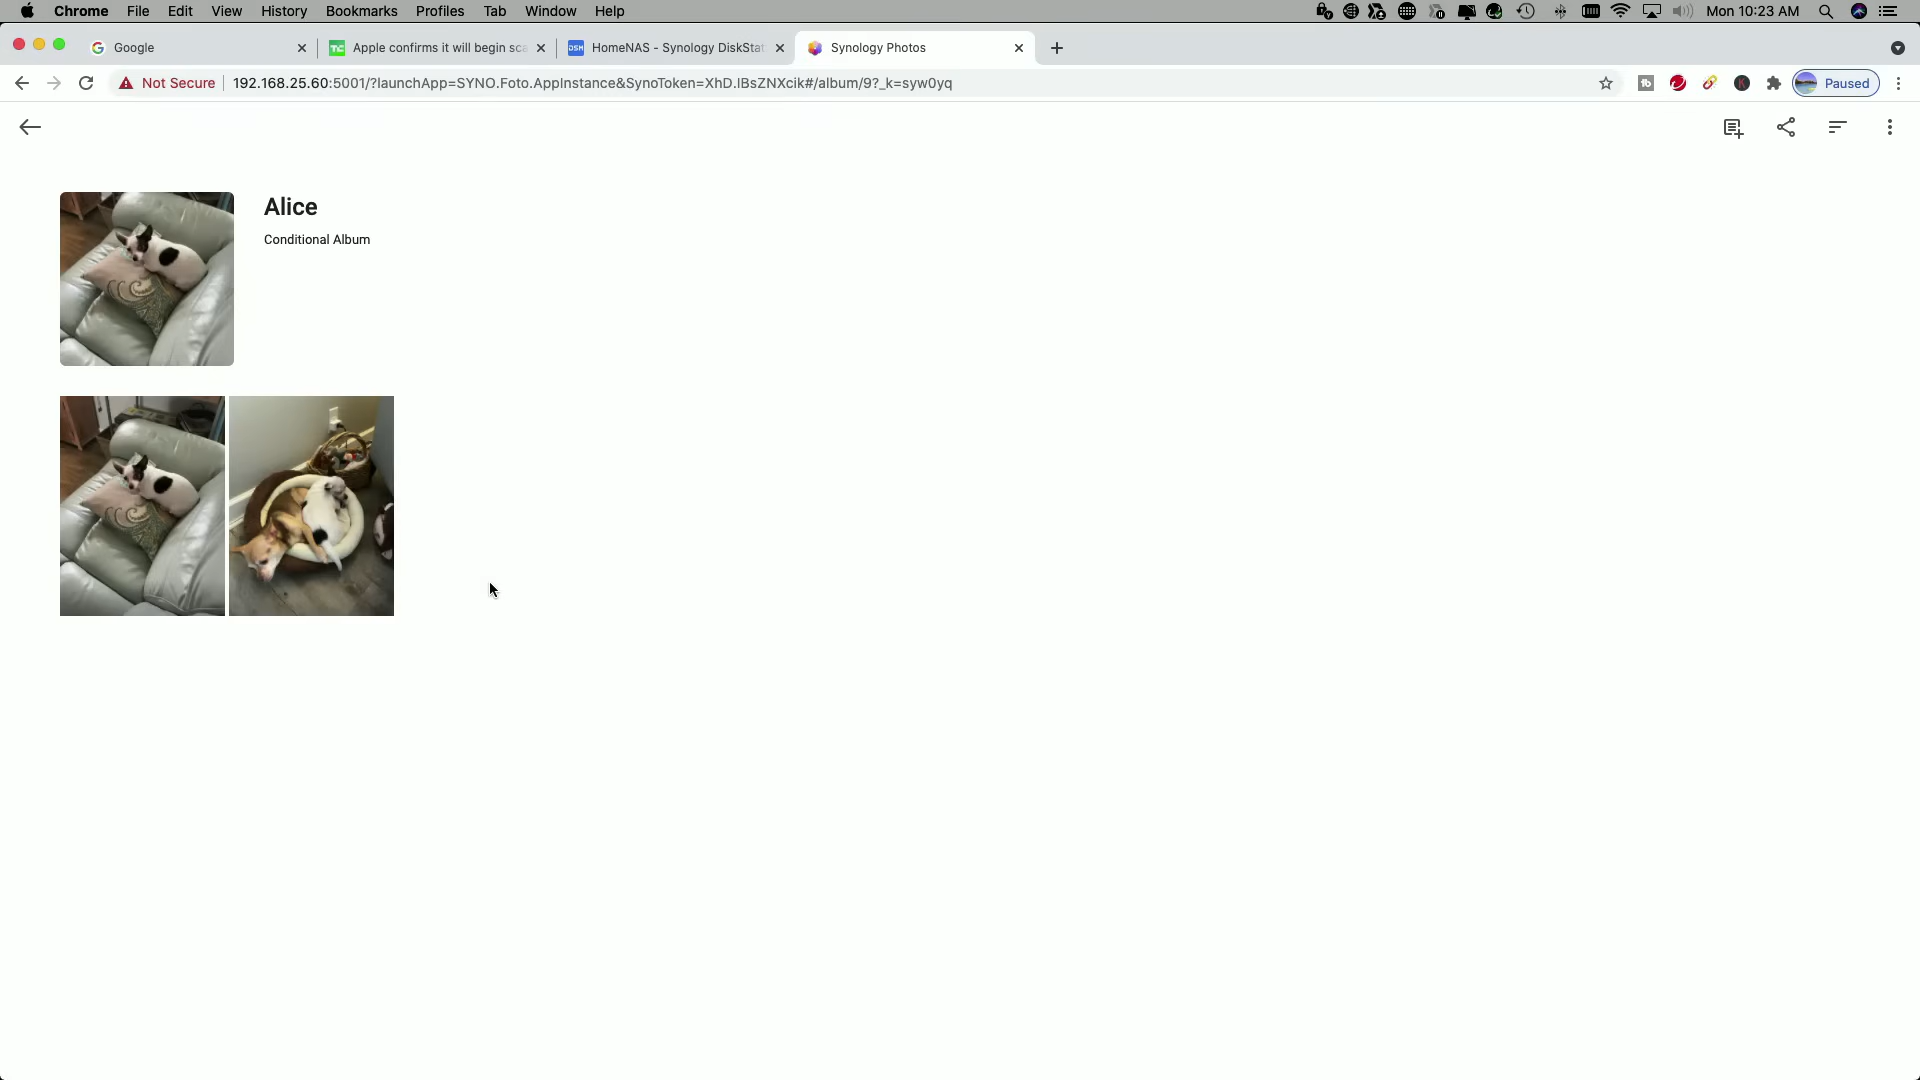 Chrome File Edit View History Bookmarks Profiles Tab Window Help Mon 10:23 AM
Google Apple confirms it will begin sca HomeNAS - Synology DiskStat Synology Photos
Not Secure 192.168.25.60:5001/?launchApp=SYNO.Foto.AppInstance&SynoToken=XhD.IBsZNXcik#/album/9?_k=syw0yq Paused
Alice
Conditional Album